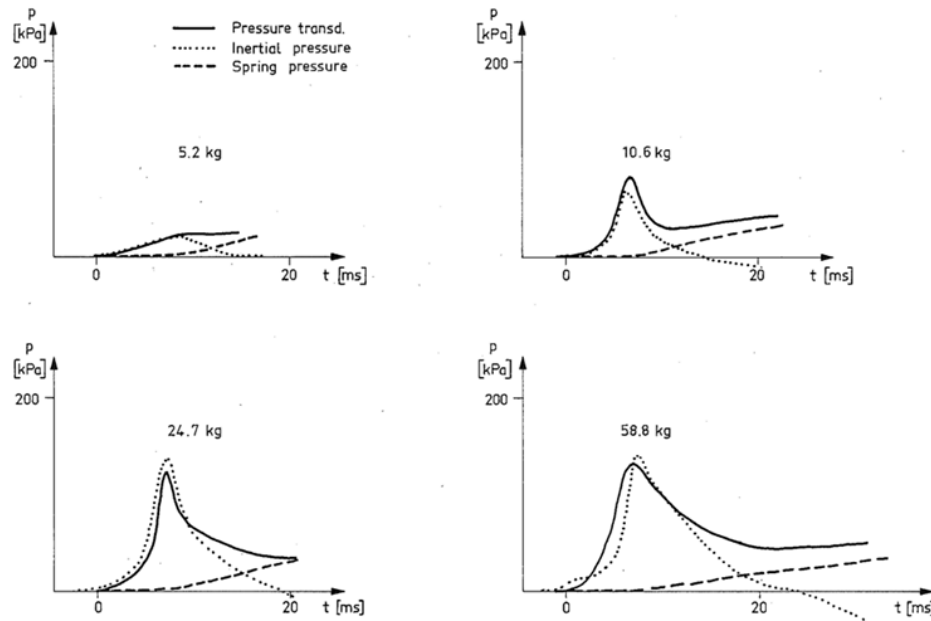 p
[kPa]
200
Pressure transd.
Inertial pressure
Spring pressure
5.2 kg
0
20
t [ms]
p
[kPa]
200
10.6 kg
0
20
t [ms]
p
[kPa]
200
24.7 kg
0
20
t [ms]
p
[kPa]
200
58.8 kg
0
20
t [ms]